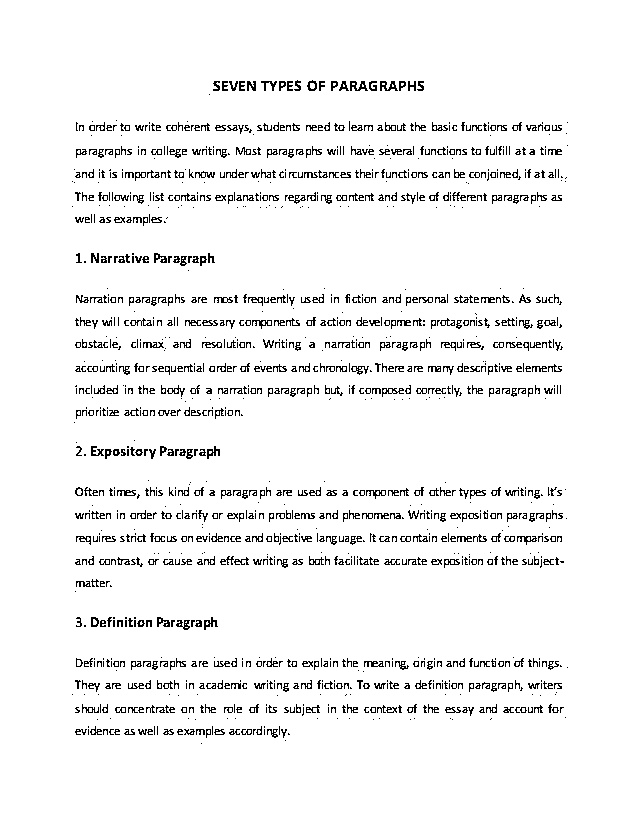 SEVEN TYPES OF PARAGRAPHS
In order to write coherent essays, students need to learn about the basic functions of various
paragraphs in college writing. Most paragraphs will have several functions to fulfill at a time
and it is important to know under what circumstances their functions can be conjoined, if at all.
The following list contains explanations regarding content and style of different paragraphs as
well as examples.
1. Narrative Paragraph
Narration paragraphs are most frequently used in fiction and personal statements. As such,
they will contain all necessary components of action development: protagonist, setting, goal,
obstacle, climax and resolution. Writing a narration paragraph requires, consequently,
accounting for sequential order of events and chronology. There are many descriptive elements
included in the body of a narration paragraph but, if composed correctly, the paragraph will
prioritize action over description.
2. Expository Paragraph
Often times, this kind of a paragraph are used as a component of other types of writing. It's
written in order to clarify or explain problems and phenomena. Writing exposition paragraphs
requires strict focus on evidence and objective language. It can contain elements of comparison
and contrast, or cause and effect writing as both facilitate accurate exposition of the subject-
matter.
3. Definition Paragraph
Definition paragraphs are used in order to explain the meaning, origin and function of things.
They are used both in academic writing and fiction. To write a definition paragraph, writers
should concentrate on the role of its subject in the context of the essay and account for
evidence as well as examples accordingly.